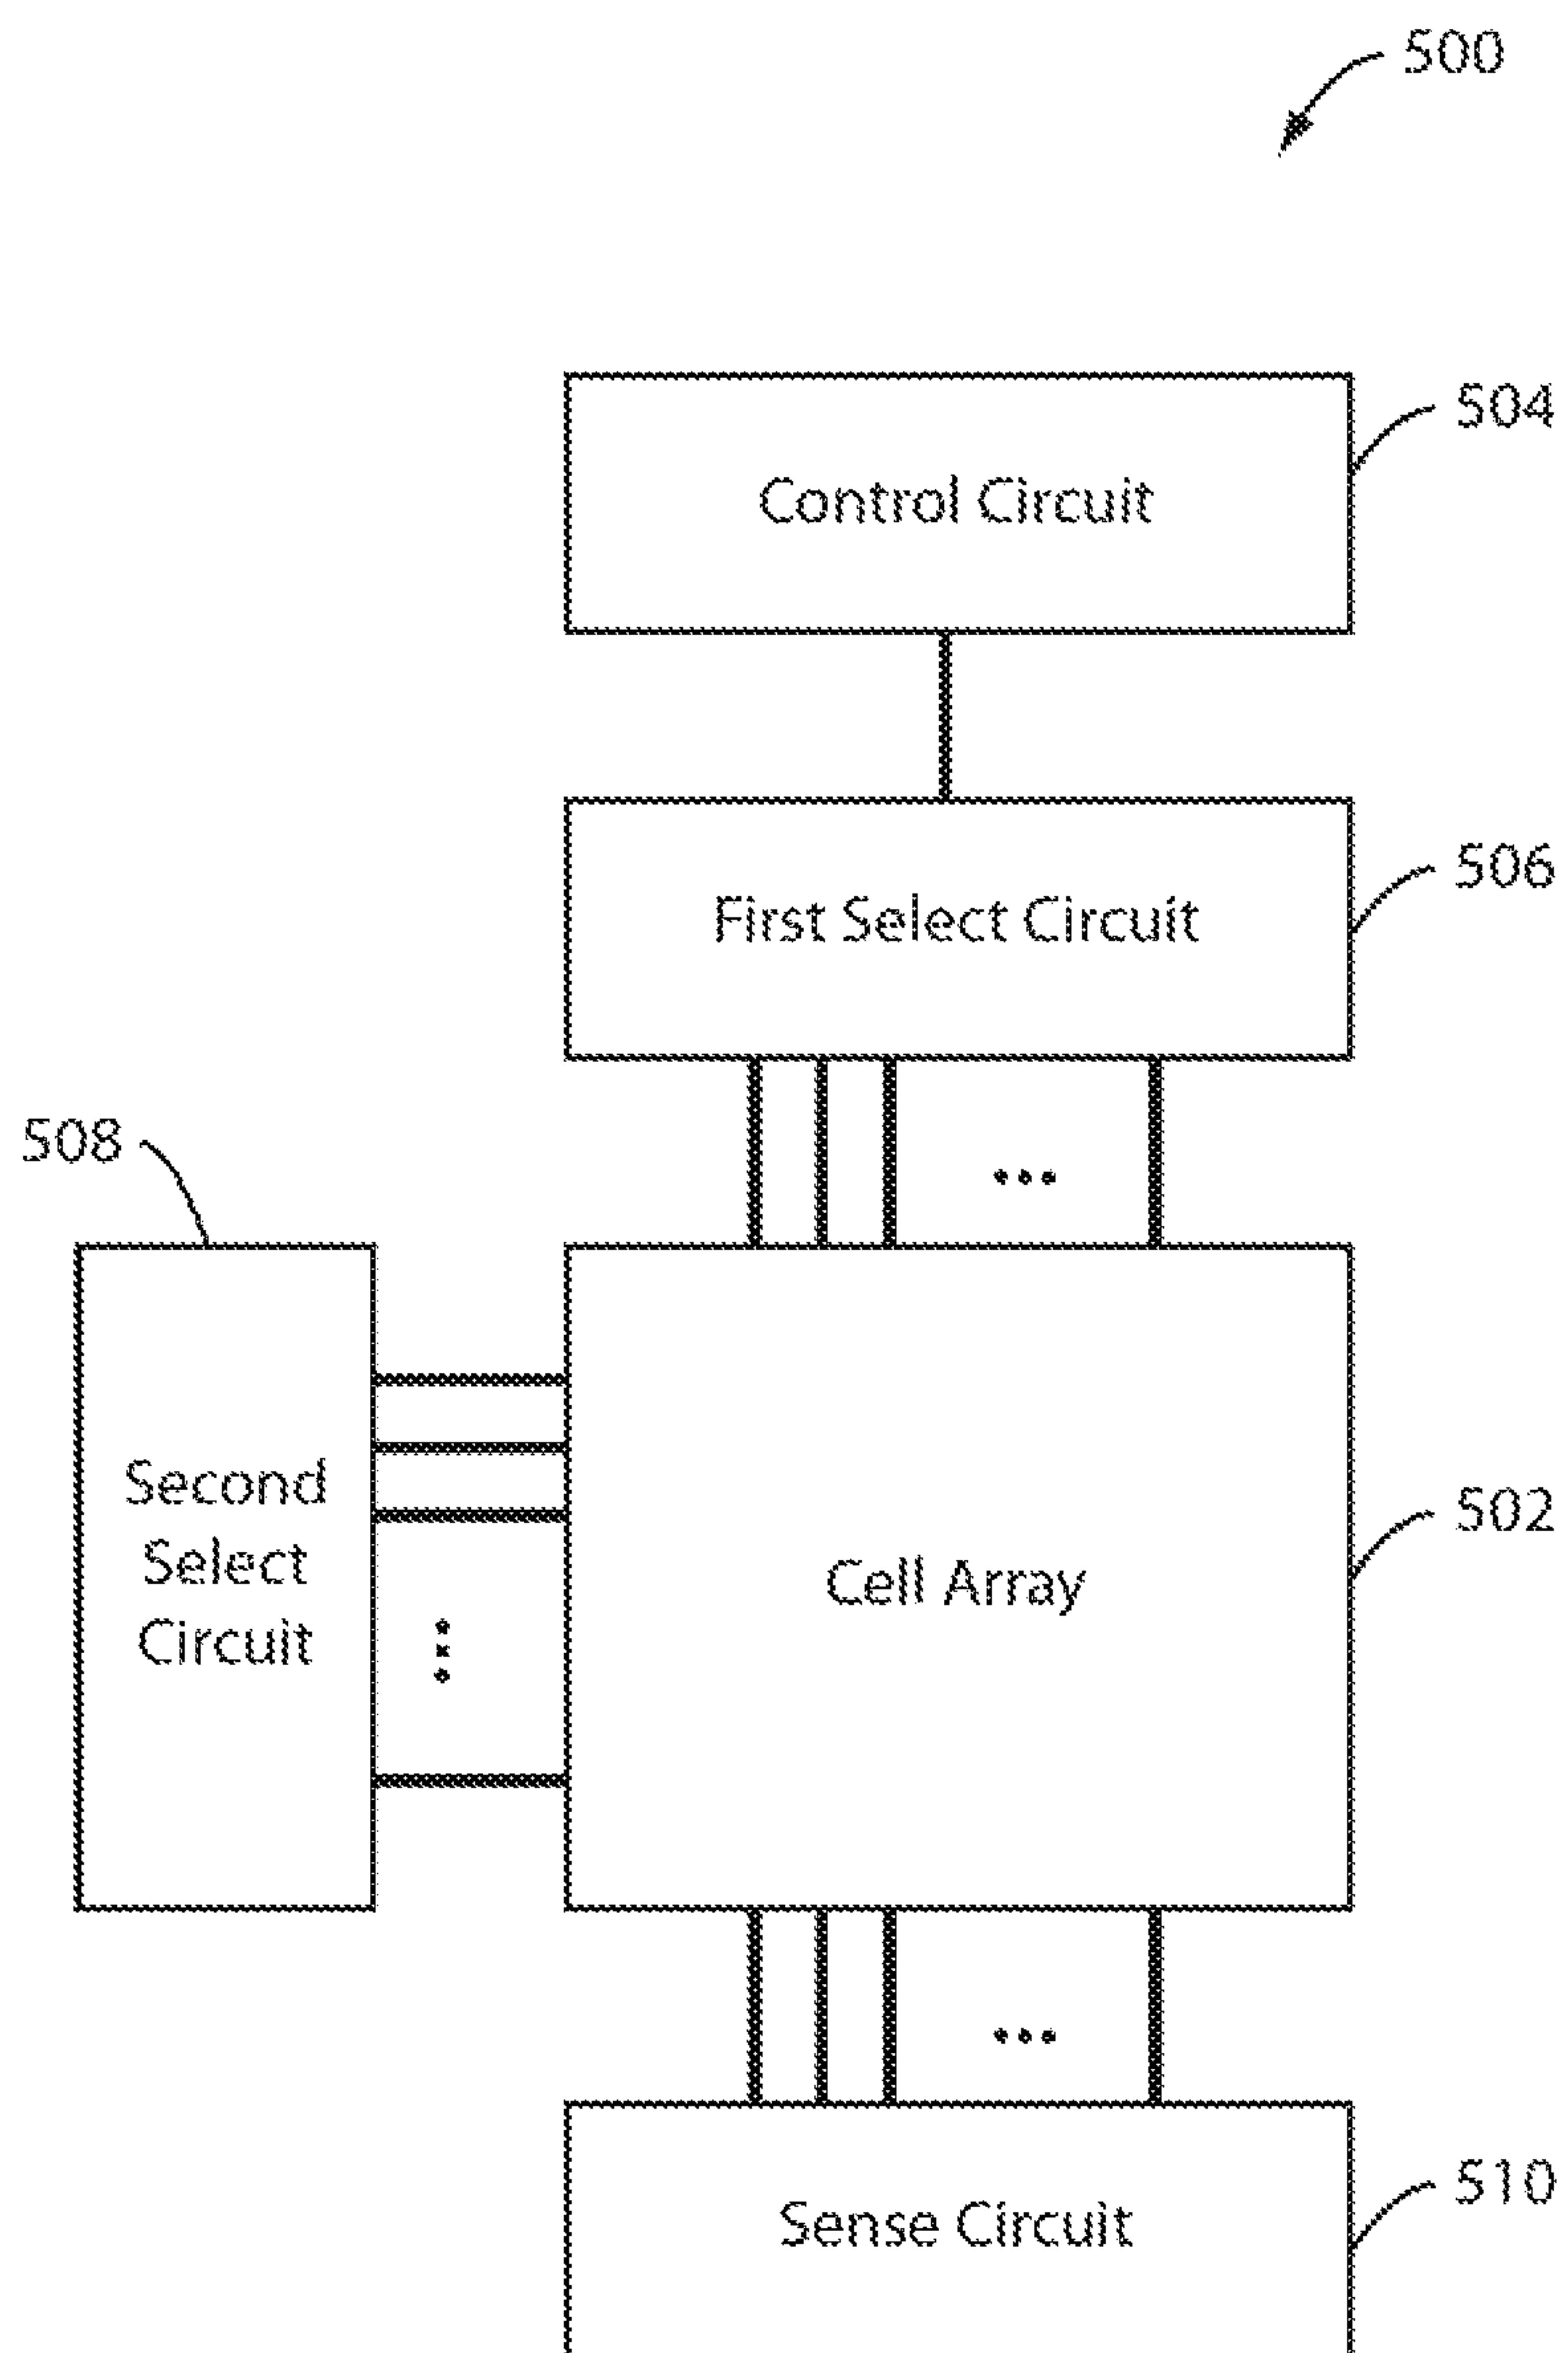 500
504
Control Circuit
506
First Select Circuit
508
Second
Select
Circuit
502
Cell Array
510
Sense Circuit